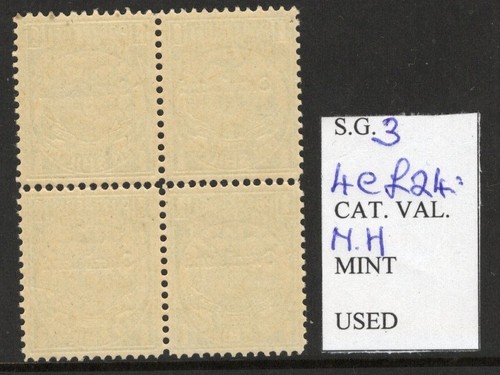 S.G. 3
4@£24=
CAT. VAL.
N.H
MINT
USED